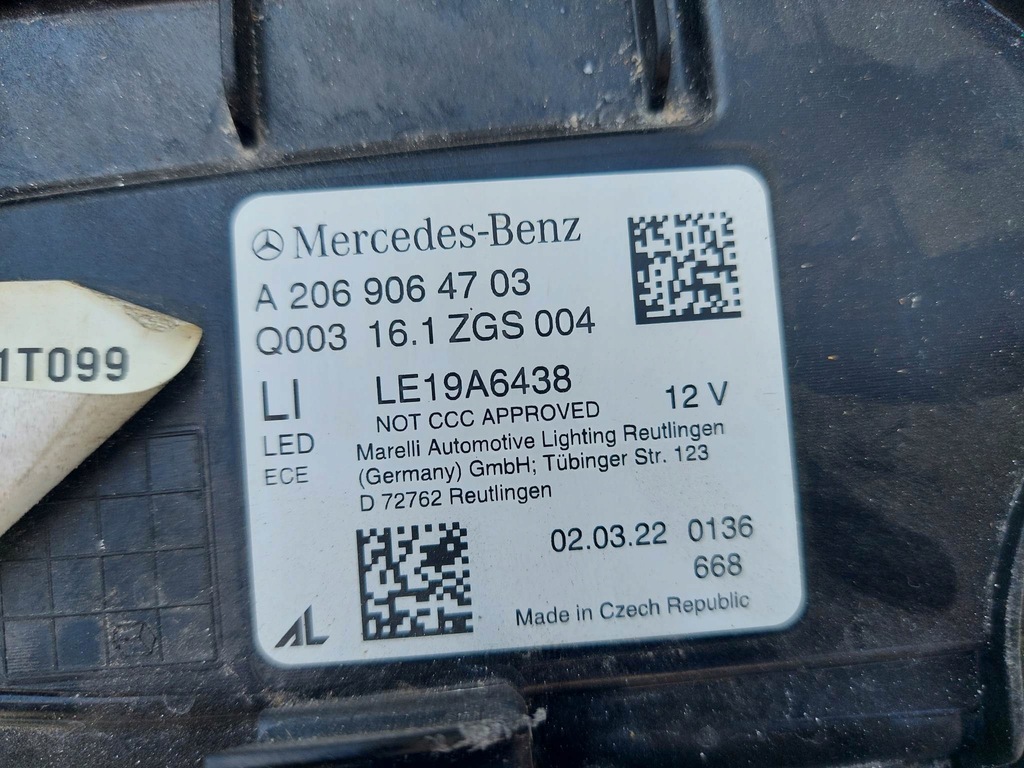 Mercedes-Benz
A 206 906 47 03
Q003 16.1 ZGS 004
LI
LE19A6438
12 V
NOT CCC APPROVED
LED
ECE
Marelli Automotive Lighting Reutlingen
(Germany) GmbH; Tübinger Str. 123
D 72762 Reutlingen
02.03.22 0136
668
AL
Made in Czech Republic
1T099